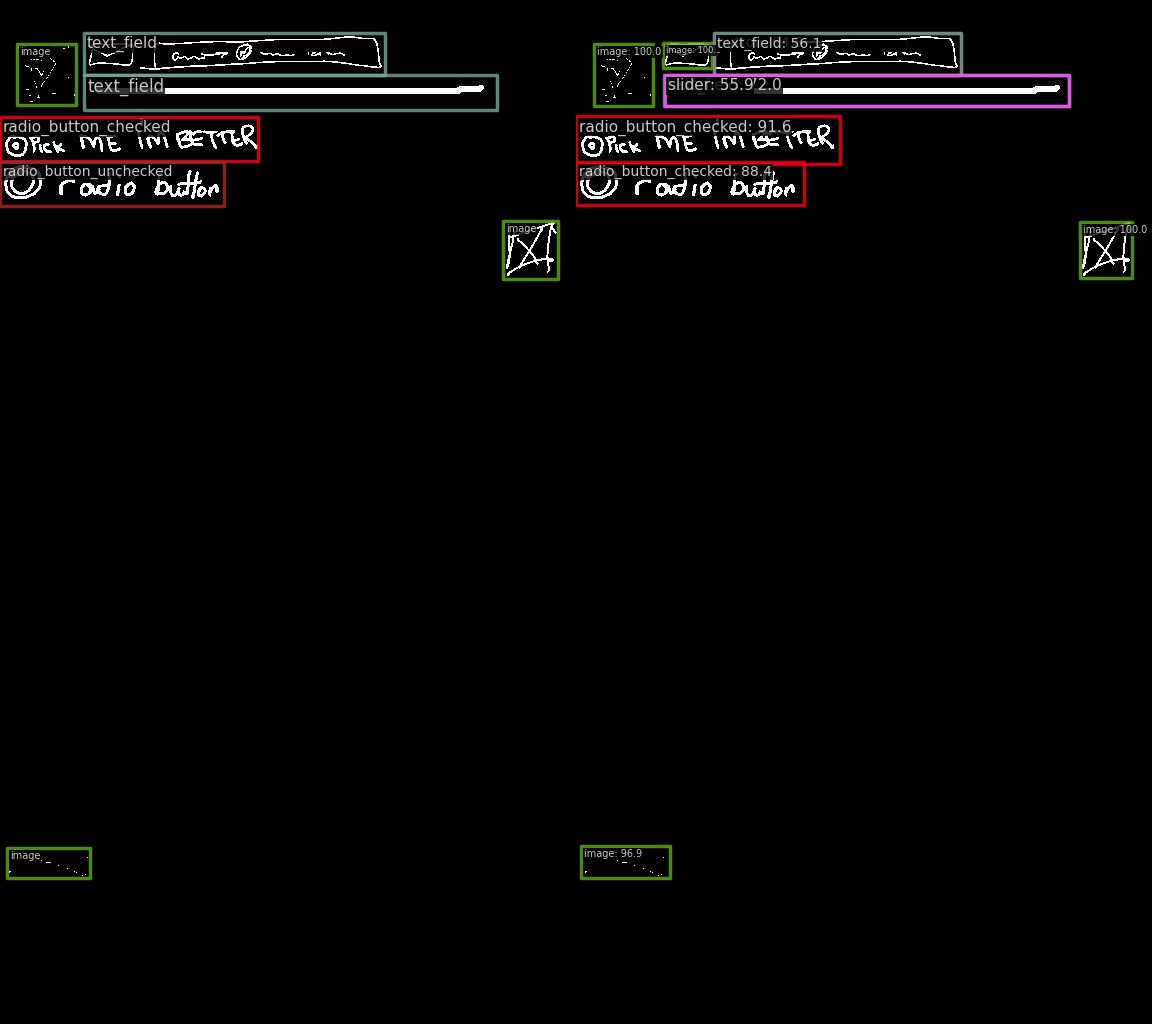 image text_field image: 100.0 image: 100. text_field: 56.1
text_field slider: 55.9
radio_button_checked radio_button_checked: 91.6
Pick ME IM BETTER Pick ME IM BETTER
radio_button_unchecked radio_button_checked: 88.4
radio button radio button
image image: 100.0
image image: 96.9